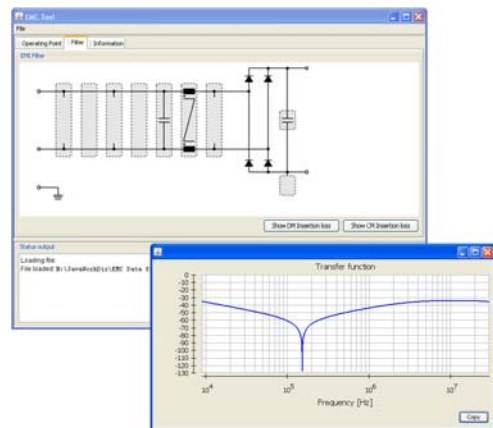 EMC Tool
File
Operating Point
Filter
Information
EMI Filter
Show DM Insertion loss
Show CM Insertion loss
Status output
Loading file:
File loaded:
Transfer function
0
-10
-20
-30
-40
-50
-60
-70
-80
-90
-100
-110
-120
-130
10^4
10^5
10^6
10^7
Frequency [Hz]
Copy